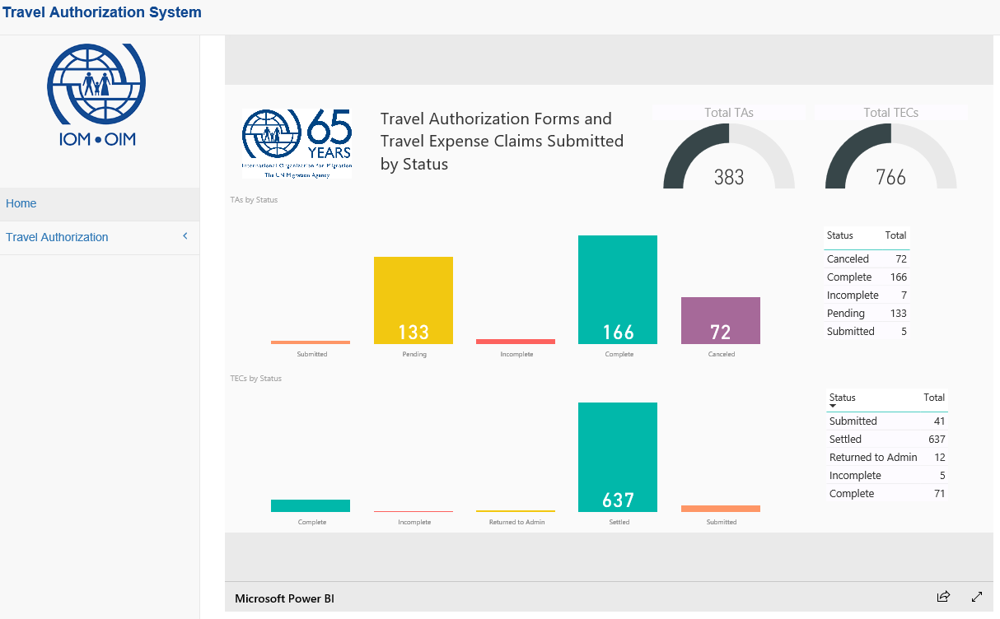 Travel Authorization System
IOM • OIM
Home
Travel Authorization
65
YEARS
International Organization for Migration
The UN Migration Agency
Travel Authorization Forms and
Travel Expense Claims Submitted
by Status
Total TAs
383
Total TECs
766
TAs by Status
133
166
72
Submitted
Pending
Incomplete
Complete
Canceled
Status Total
Canceled 72
Complete 166
Incomplete 7
Pending 133
Submitted 5
TECs by Status
637
Complete
Incomplete
Returned to Admin
Settled
Submitted
Status Total
Submitted 41
Settled 637
Returned to Admin 12
Incomplete 5
Complete 71
Microsoft Power BI